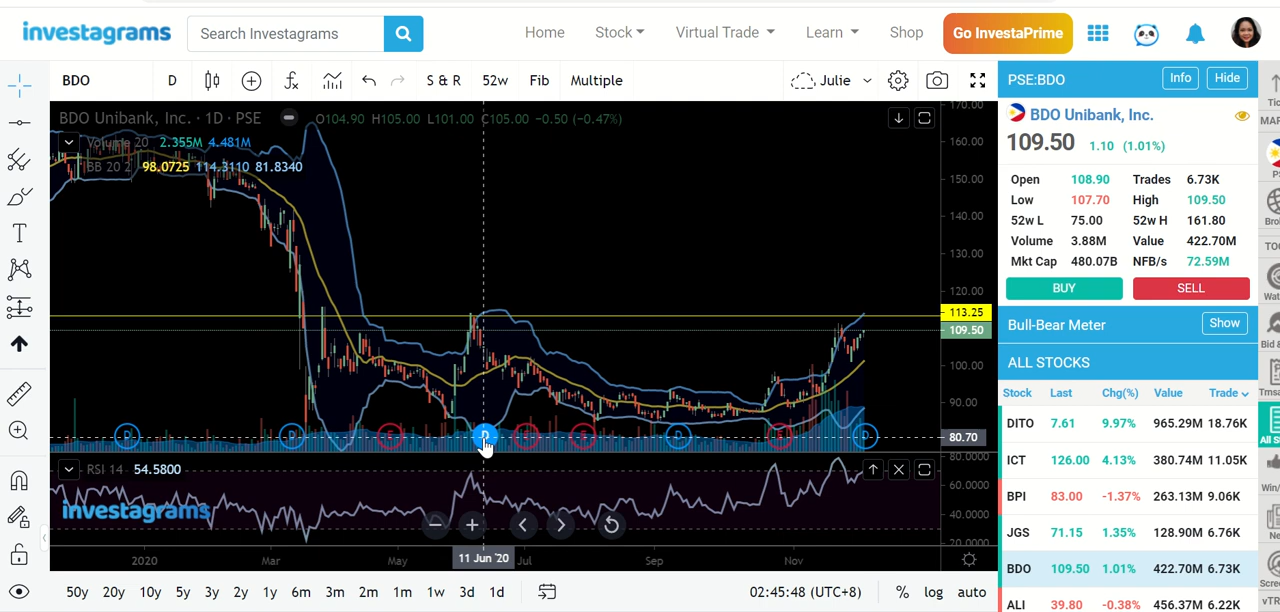 investagrams
Search Investagrams
Home
Stock
Virtual Trade
Learn
Shop
Go InvestaPrime
BDO
D
S & R
52w
Fib
Multiple
Julie
BDO Unibank, Inc. · 1D · PSE
O104.90 H105.00 L101.00 C105.00 −0.50 (−0.47%)
Volume 20 2.355M 4.481M
BB 20 2 98.0725 114.3110 81.8340
170.00
160.00
150.00
140.00
130.00
120.00
113.25
109.50
100.00
90.00
80.70
D
D
E
D
E
E
D
E
D
RSI 14 54.5800
80.0000
60.0000
40.0000
20.0000
investagrams
2020
Mar
May
11 Jun '20
Jul
Sep
Nov
50y
20y
10y
5y
3y
2y
1y
6m
3m
2m
1m
1w
3d
1d
02:45:48 (UTC+8)
%
log
auto
PSE:BDO
Info
Hide
BDO Unibank, Inc.
109.50 1.10 (1.01%)
Open 108.90 Trades 6.73K
Low 107.70 High 109.50
52w L 75.00 52w H 161.80
Volume 3.88M Value 422.70M
Mkt Cap 480.07B NFB/s 72.59M
BUY
SELL
Bull-Bear Meter
Show
ALL STOCKS
Stock Last Chg(%) Value Trade
DITO 7.61 9.97% 965.29M 18.76K
ICT 126.00 4.13% 380.74M 11.05K
BPI 83.00 -1.37% 263.13M 9.06K
JGS 71.15 1.35% 128.90M 6.76K
BDO 109.50 1.01% 422.70M 6.73K
ALI 39.80 -0.38% 456.37M 6.22K